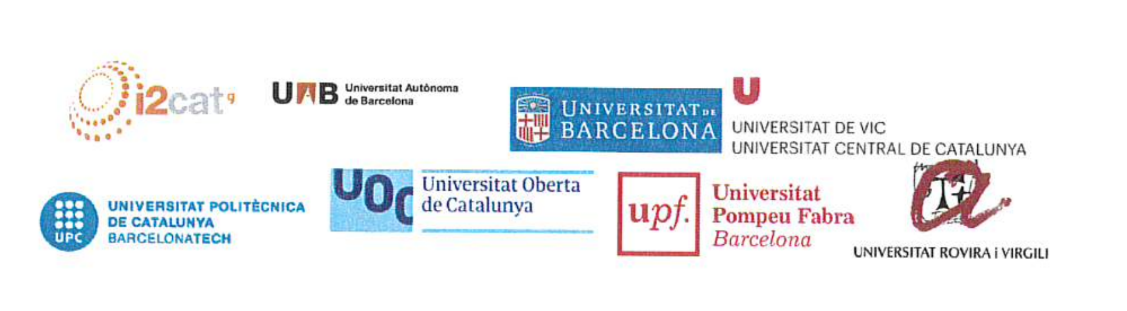 i2cat
UAB Universitat Autònoma
de Barcelona
UNIVERSITAT DE
BARCELONA
U
UNIVERSITAT DE VIC
UNIVERSITAT CENTRAL DE CATALUNYA
UPC
UNIVERSITAT POLITÈCNICA
DE CATALUNYA
BARCELONATECH
UOC
Universitat Oberta
de Catalunya
upf.
Universitat
Pompeu Fabra
Barcelona
UNIVERSITAT ROVIRA i VIRGILI